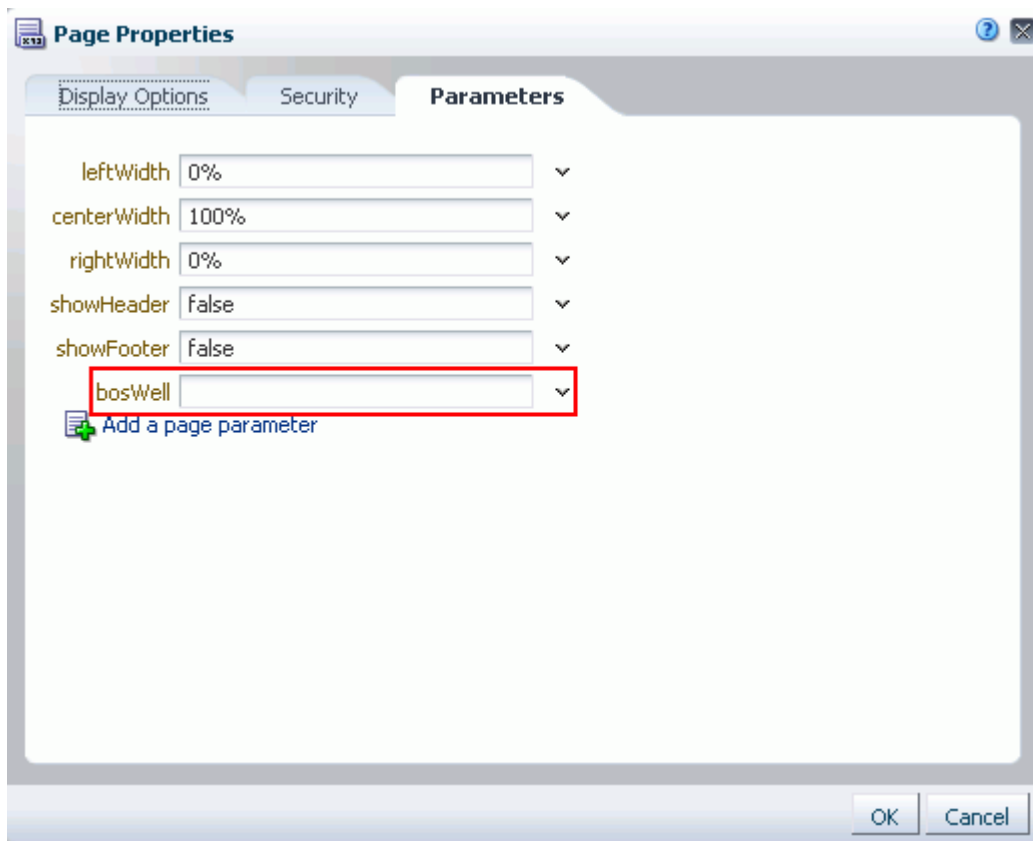 Page Properties
Display Options Security Parameters
leftWidth 0%
centerWidth 100%
rightWidth 0%
showHeader false
showFooter false
bosWell
Add a page parameter
OK Cancel